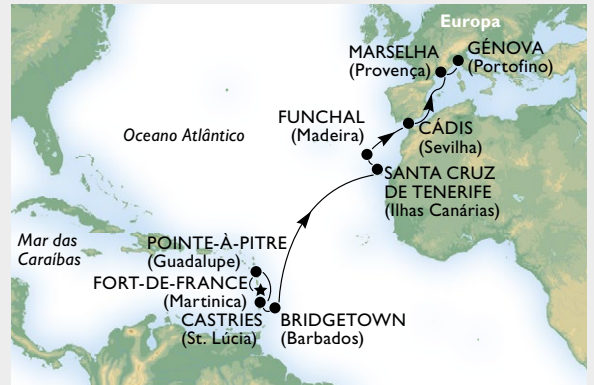 Europa
GÉNOVA
(Portofino)
MARSELHA
(Provença)
FUNCHAL
(Madeira)
CÁDIS
(Sevilha)
Oceano Atlântico
SANTA CRUZ
DE TENERIFE
(Ilhas Canárias)
Mar das
Caraíbas
POINTE-À-PITRE
(Guadalupe)
FORT-DE-FRANCE
(Martinica)
CASTRIES
(St. Lúcia)
BRIDGETOWN
(Barbados)